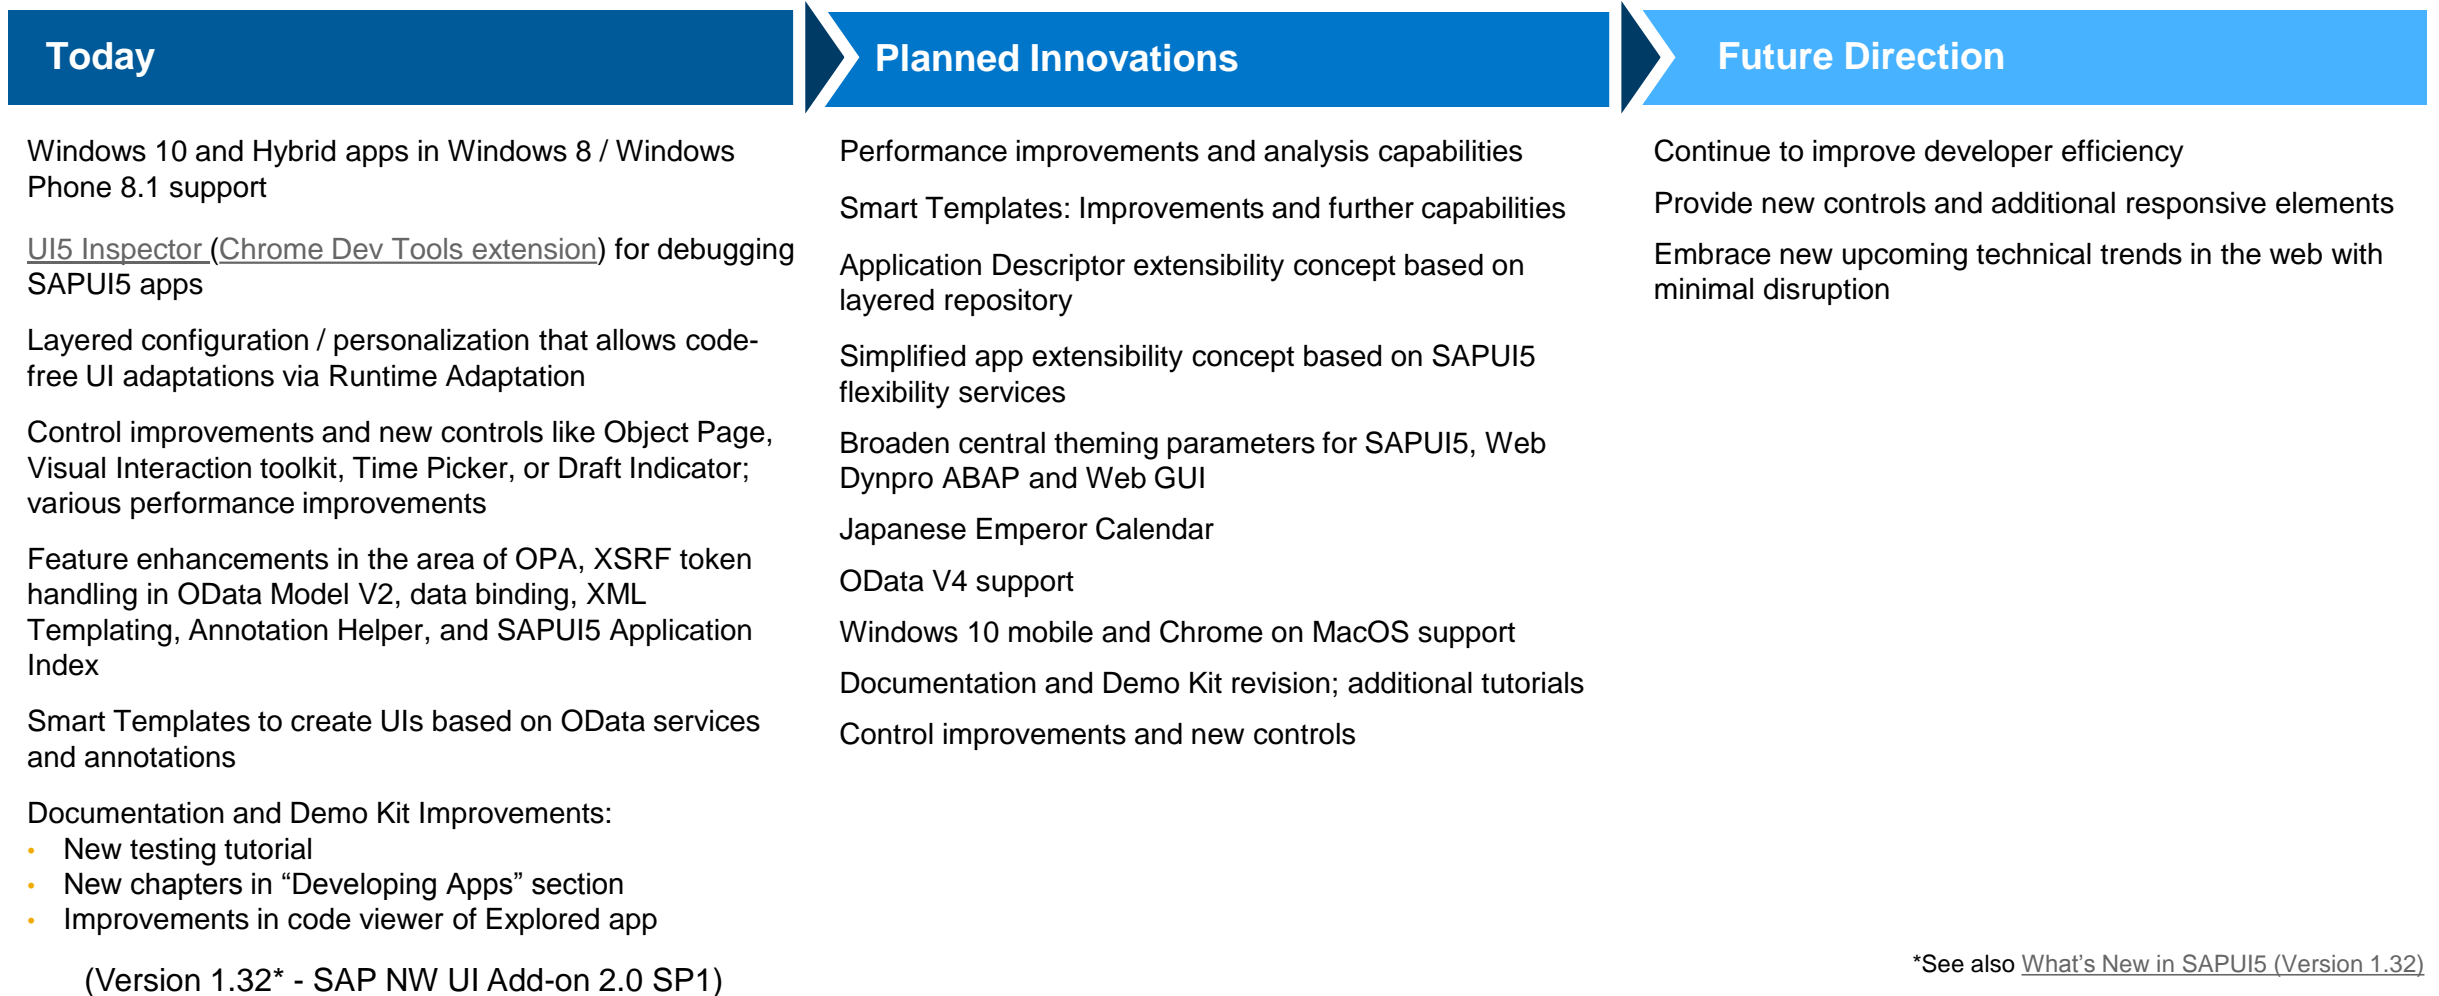 Today
Windows 10 and Hybrid apps in Windows 8 / Windows
Phone 8.1 support
UI5 Inspector (Chrome Dev Tools extension) for debugging
SAPUI5 apps
Layered configuration / personalization that allows code-
free UI adaptations via Runtime Adaptation
Control improvements and new controls like Object Page,
Visual Interaction toolkit, Time Picker, or Draft Indicator;
various performance improvements
Feature enhancements in the area of OPA, XSRF token
handling in OData Model V2, data binding, XML
Templating, Annotation Helper, and SAPUI5 Application
Index
Smart Templates to create UIs based on OData services
and annotations
Documentation and Demo Kit Improvements:
• New testing tutorial
• New chapters in “Developing Apps” section
• Improvements in code viewer of Explored app
(Version 1.32* - SAP NW UI Add-on 2.0 SP1)
Planned Innovations
Performance improvements and analysis capabilities
Smart Templates: Improvements and further capabilities
Application Descriptor extensibility concept based on
layered repository
Simplified app extensibility concept based on SAPUI5
flexibility services
Broaden central theming parameters for SAPUI5, Web
Dynpro ABAP and Web GUI
Japanese Emperor Calendar
OData V4 support
Windows 10 mobile and Chrome on MacOS support
Documentation and Demo Kit revision; additional tutorials
Control improvements and new controls
Future Direction
Continue to improve developer efficiency
Provide new controls and additional responsive elements
Embrace new upcoming technical trends in the web with
minimal disruption
*See also What’s New in SAPUI5 (Version 1.32)